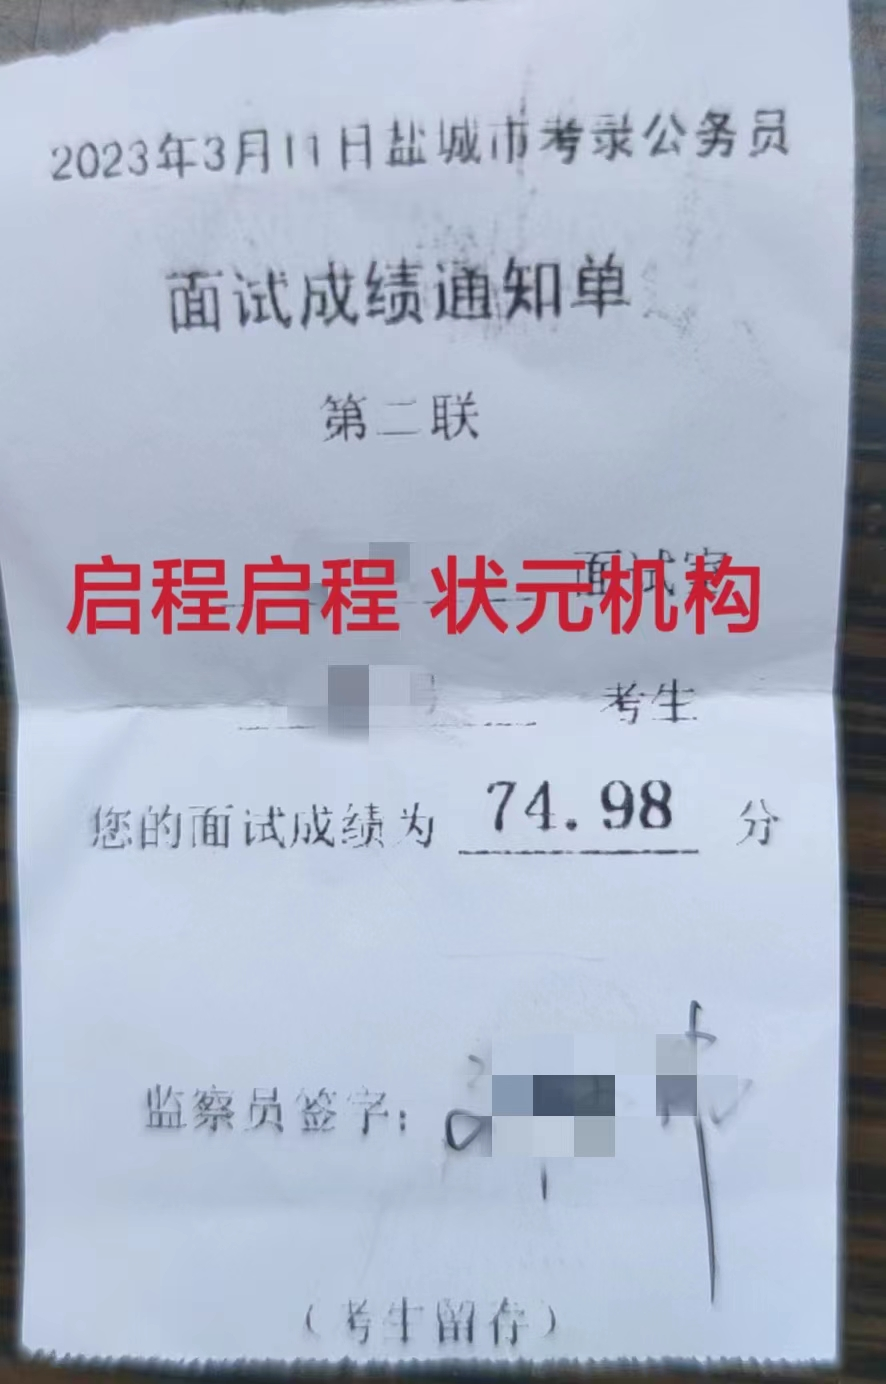 2023年3月11日盐城市考录公务员
面试成绩通知单
第二联
面试室
启程启程 状元机构
考生
您的面试成绩为 74.98 分
监察员签字:
(考生留存)